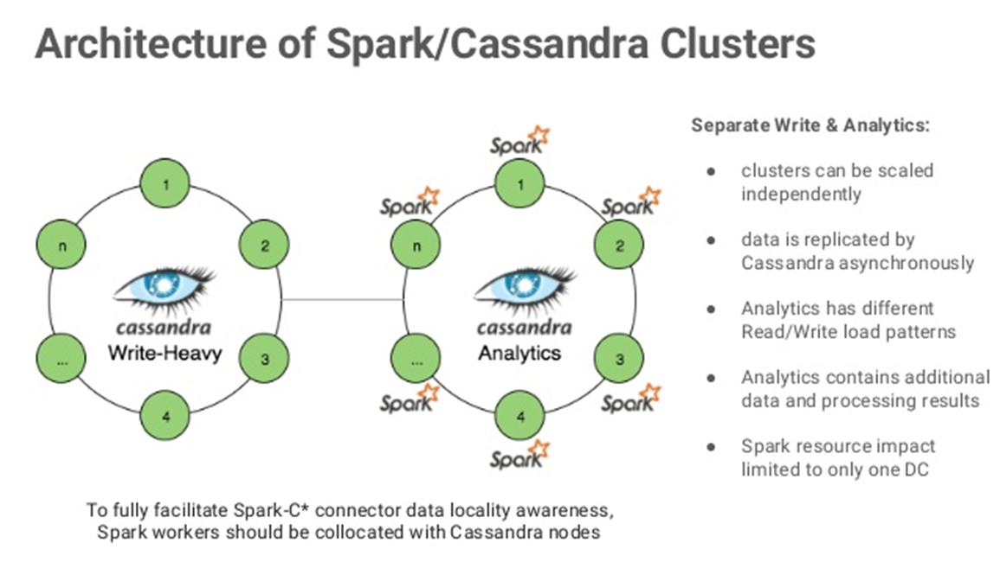 Architecture of Spark/Cassandra Clusters
Spark
1
Spark
n
2
Spark
3
4
Spark
...
Spark
Spark
1
n
2
cassandra
Write-Heavy
...
3
4
cassandra
Analytics
Separate Write & Analytics:
● clusters can be scaled
independently
● data is replicated by
Cassandra asynchronously
● Analytics has different
Read/Write load patterns
● Analytics contains additional
data and processing results
● Spark resource impact
limited to only one DC
To fully facilitate Spark-C* connector data locality awareness,
Spark workers should be collocated with Cassandra nodes